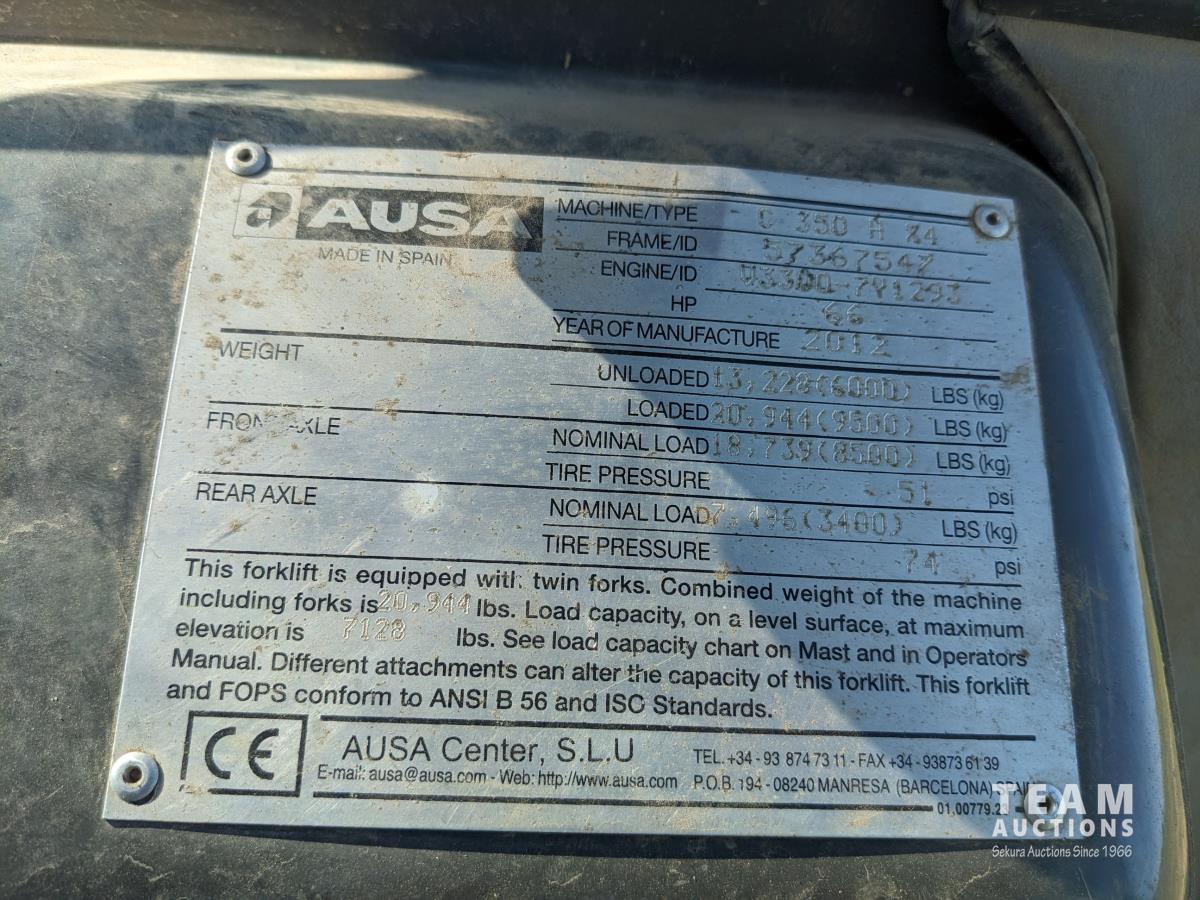 AUSA
MADE IN SPAIN
MACHINE/TYPE C 350 H X4
FRAME/ID 57367547
ENGINE/ID
HP 66
YEAR OF MANUFACTURE 2012
WEIGHT
UNLOADED 13,228(6000) LBS (kg)
LOADED 20,944(9500) LBS (kg)
FRONT AXLE
NOMINAL LOAD 18,739(8500) LBS (kg)
TIRE PRESSURE 51 psi
REAR AXLE
NOMINAL LOAD 7,496(3400) LBS (kg)
TIRE PRESSURE 74 psi
This forklift is equipped with twin forks. Combined weight of the machine
including forks is 20,944 lbs. Load capacity, on a level surface, at maximum
elevation is 7128 lbs. See load capacity chart on Mast and in Operators
Manual. Different attachments can alter the capacity of this forklift. This forklift
and FOPS conform to ANSI B 56 and ISO Standards.
CE
AUSA Center, S.L.U
E-mail: ausa@ausa.com - Web: http://www.ausa.com
TEL.+34 - 93 874 73 11 - FAX +34 - 93873 61 39
P.O.B. 194 - 08240 MANRESA (BARCELONA) SPAIN
TEAM
AUCTIONS
Sekura Auctions Since 1966